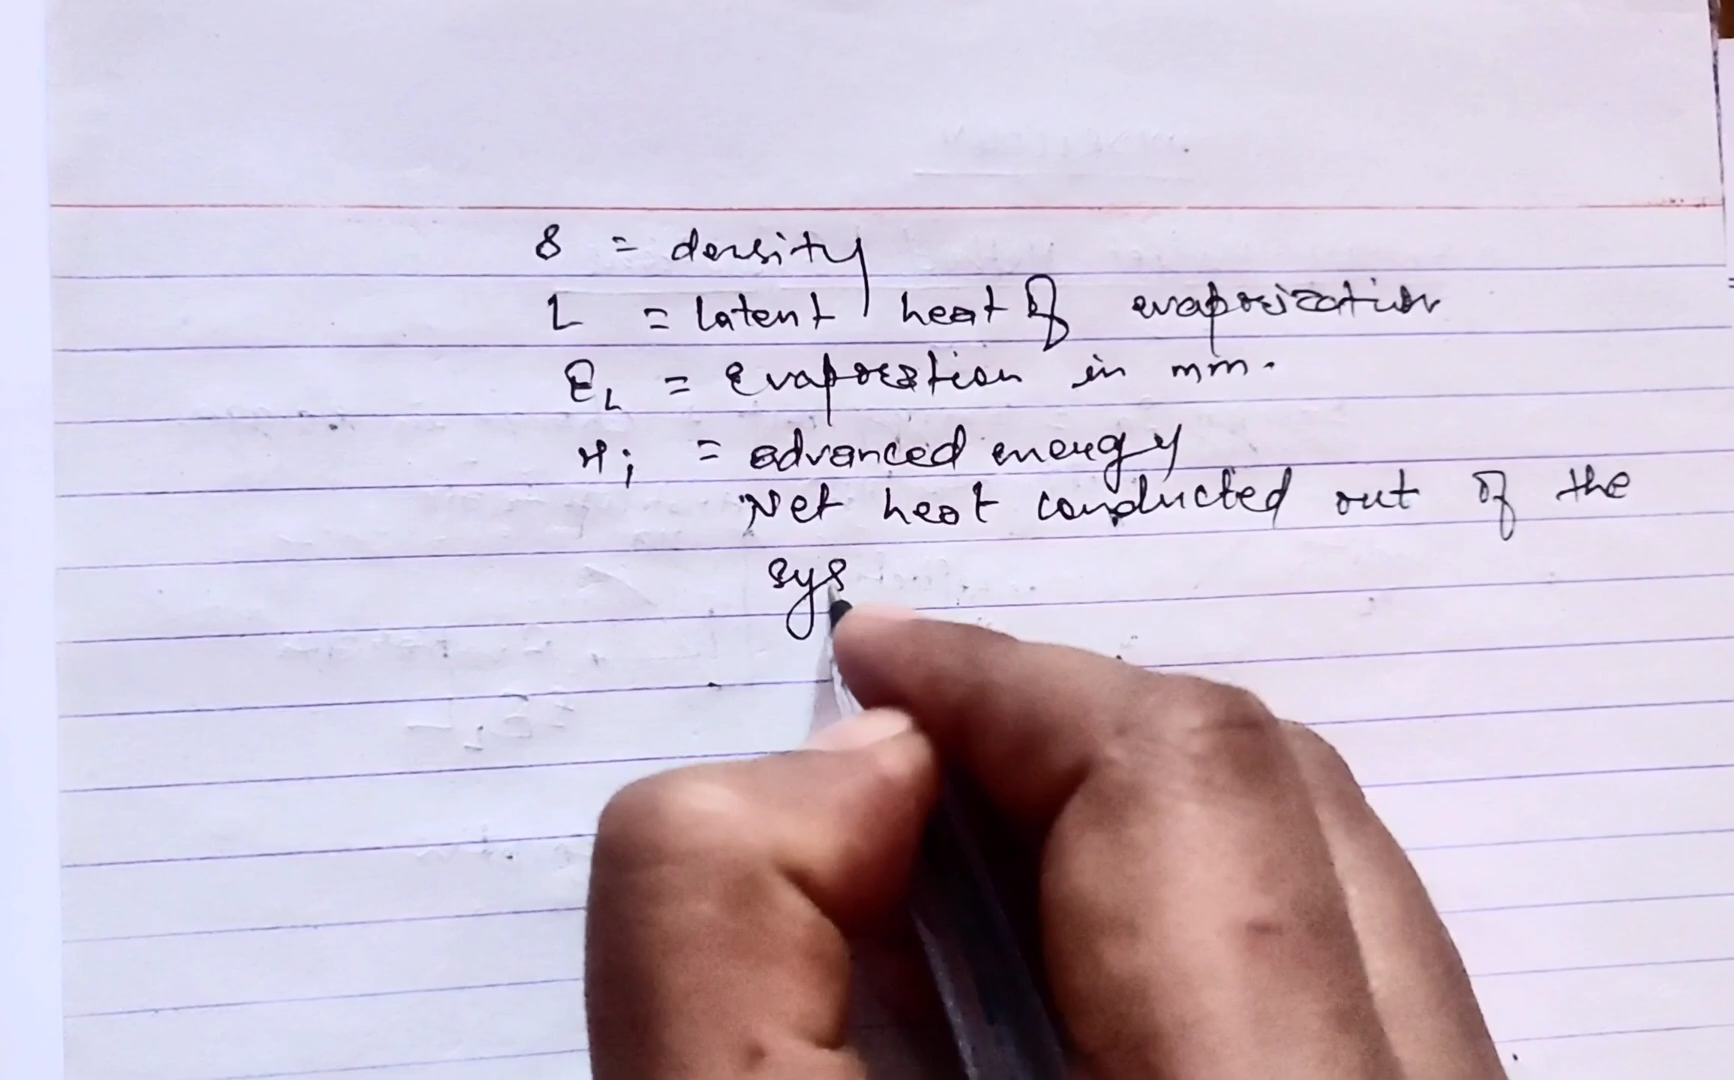 δ = density
L = latent heat of evaporization
EL = Evaporation in mm.
Hi = advanced energy
Net heat conducted out of the
sys